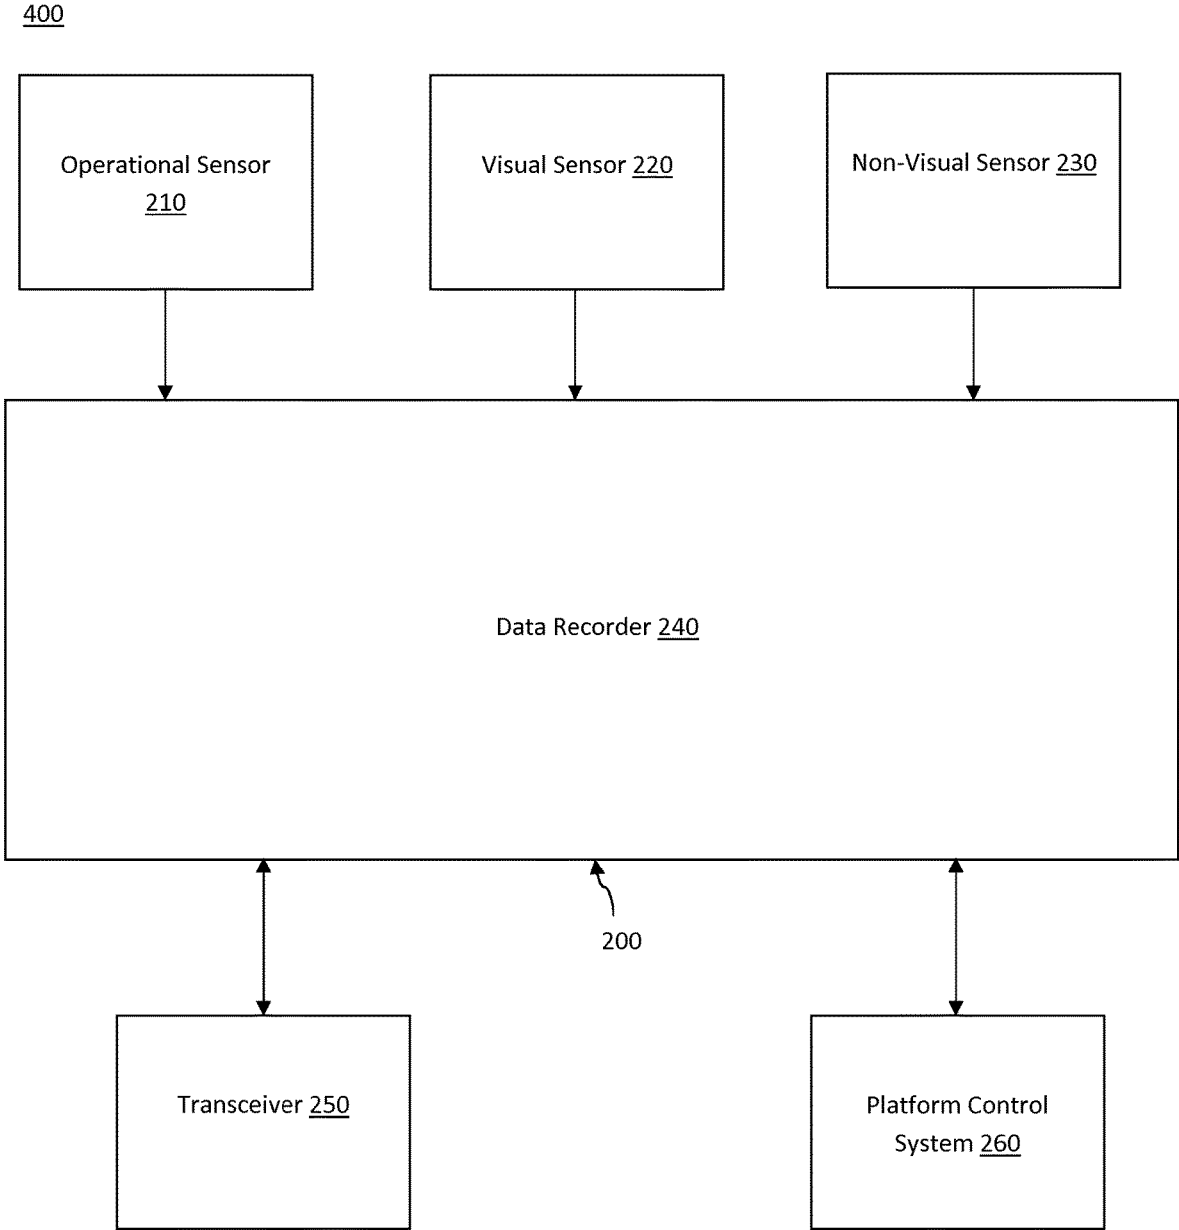 400
Operational Sensor
210
Visual Sensor 220
Non-Visual Sensor 230
Data Recorder 240
200
Transceiver 250
Platform Control
System 260